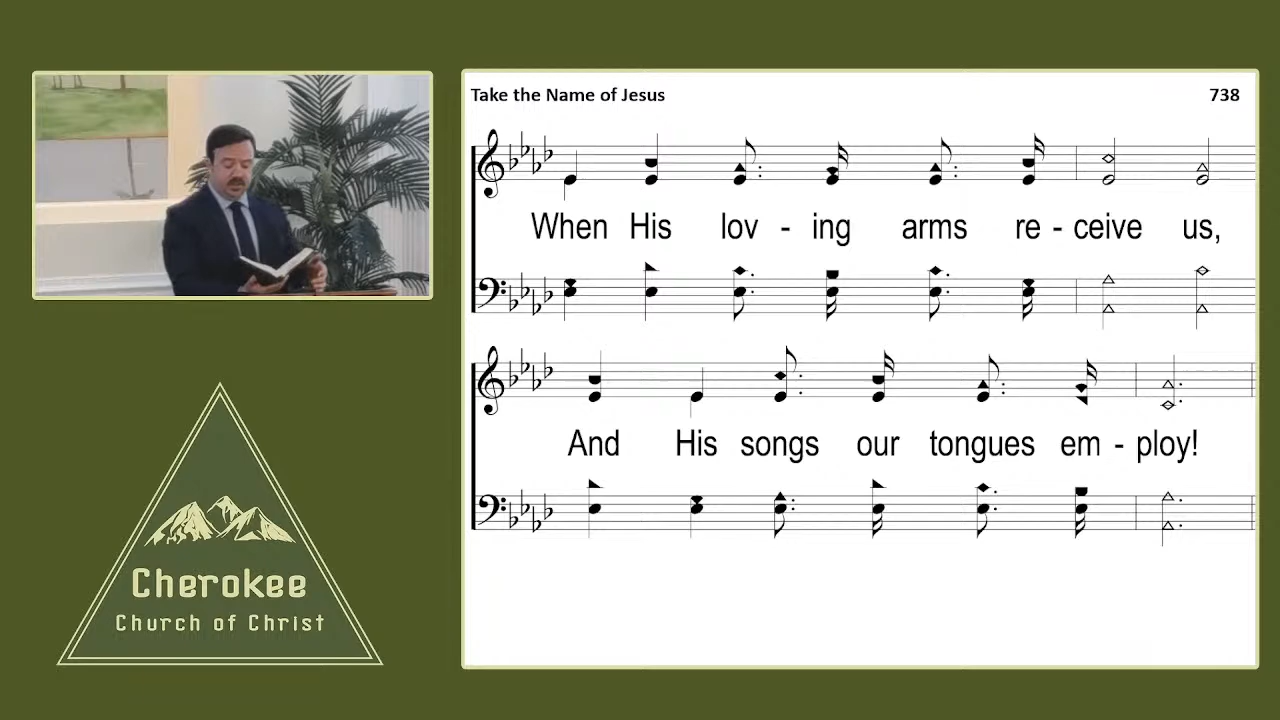 Take the Name of Jesus 738
When His lov - ing arms re - ceive us,
And His songs our tongues em - ploy!
Cherokee
Church of Christ